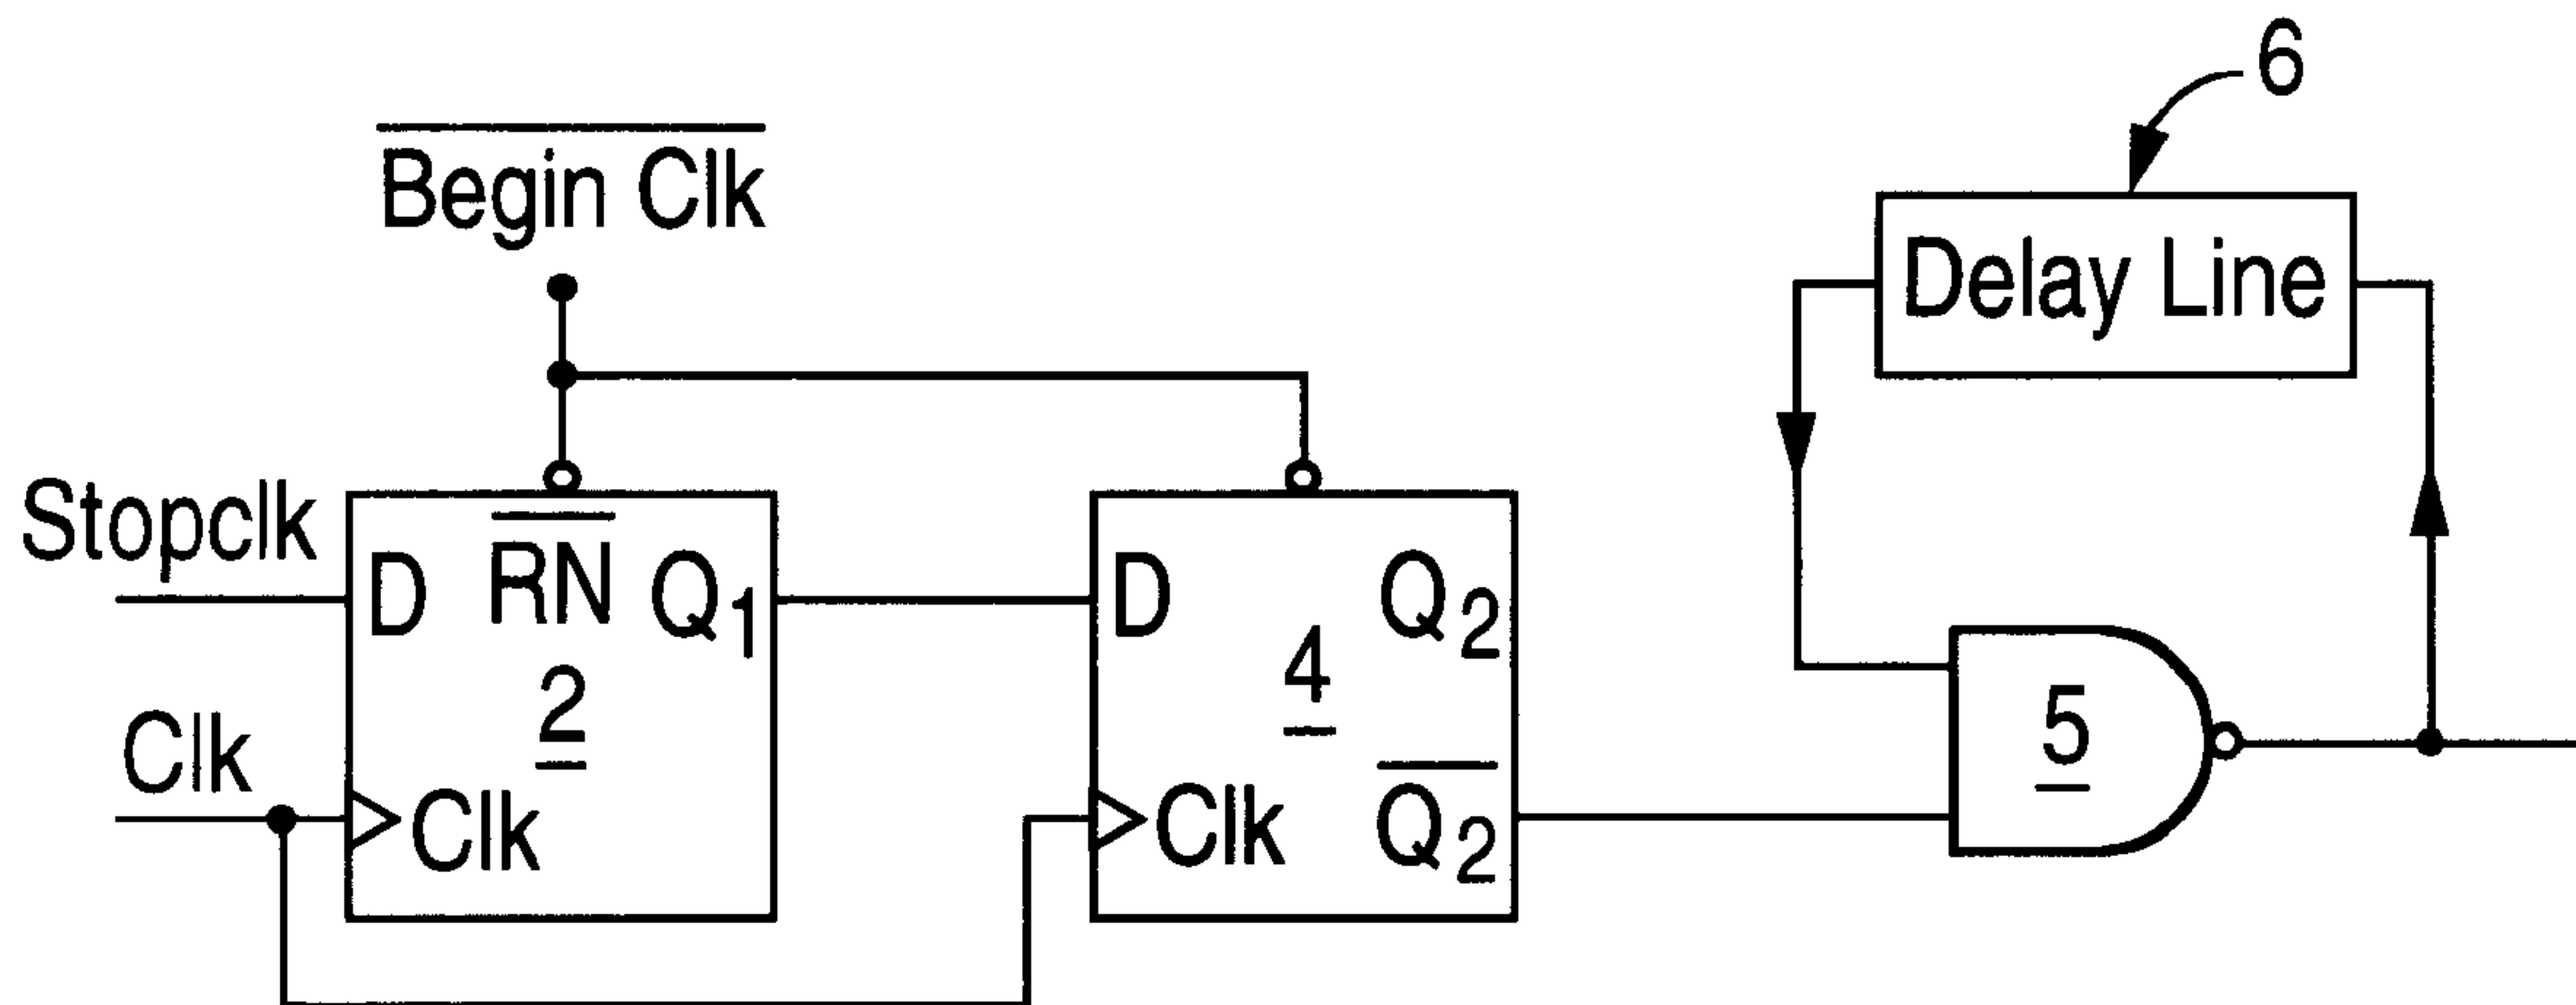 6
Begin Clk
Delay Line
Stopclk
D RN Q1
2
Clk
Clk
D Q2
4
Clk Q2
5